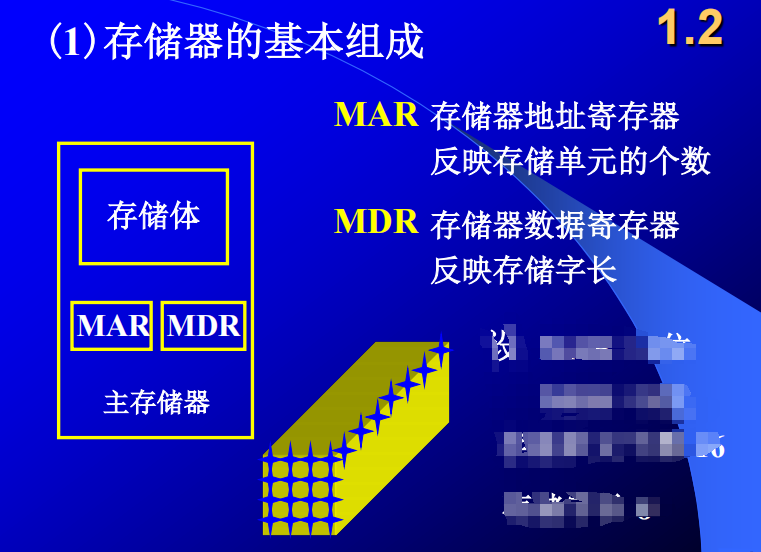 (1)存储器的基本组成
1.2
MAR 存储器地址寄存器
反映存储单元的个数
MDR 存储器数据寄存器
反映存储字长
存储体
MAR MDR
主存储器